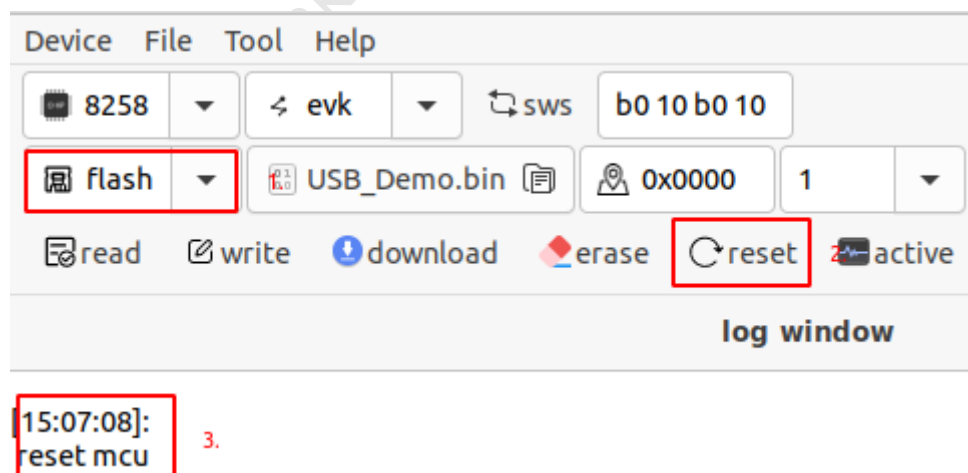 Device File Tool Help
8258 evk sws b0 10 b0 10
flash 1. USB_Demo.bin 0x0000 1
read write download erase reset 2. active
log window
[15:07:08]:
reset mcu
3.